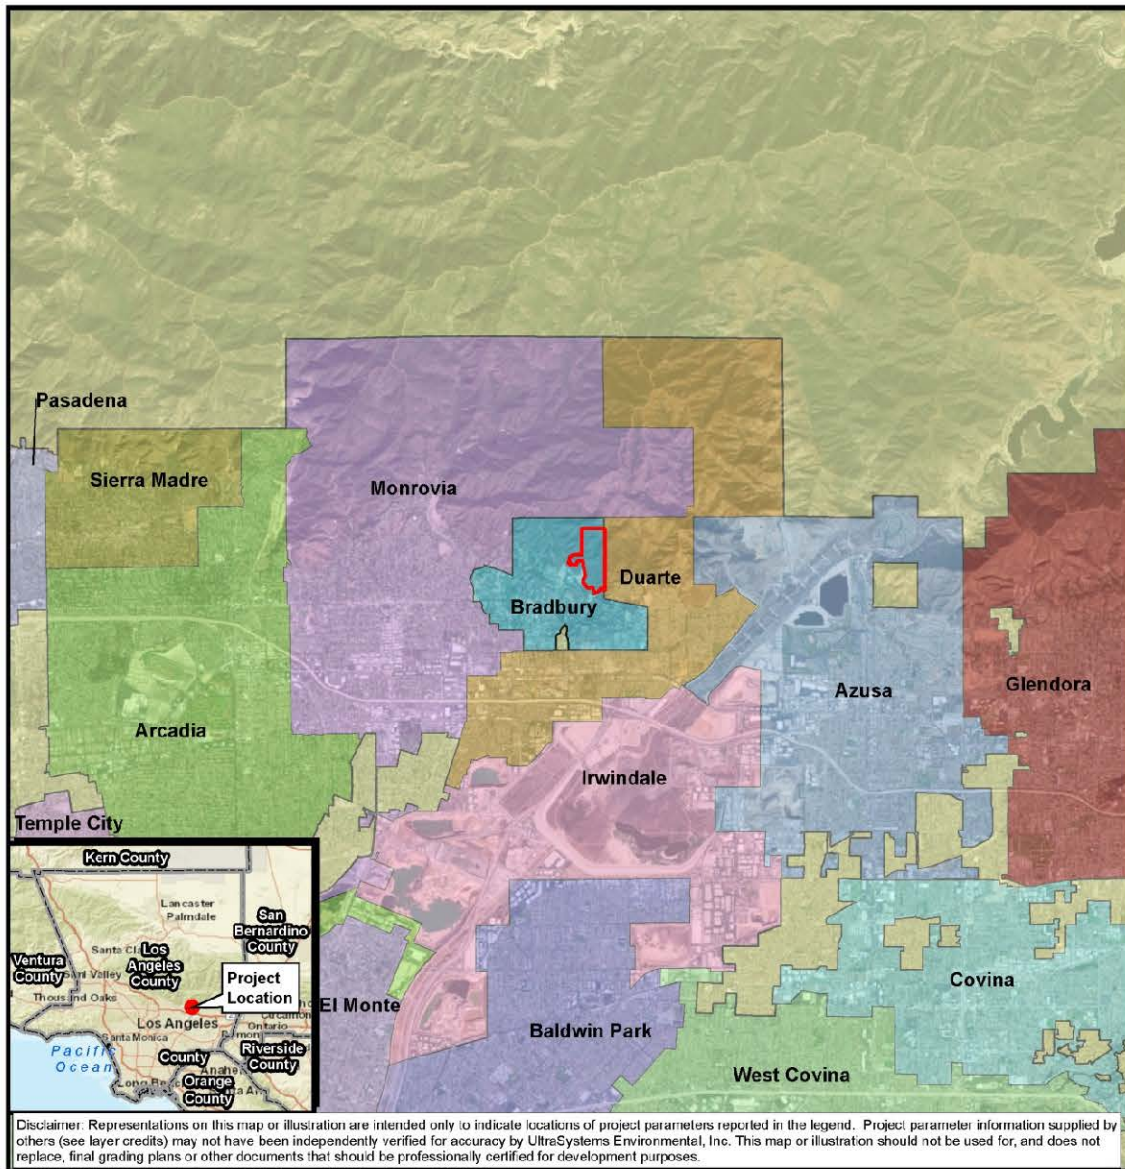 Pasadena
Sierra Madre
Monrovia
Duarte
Bradbury
Azusa
Glendora
Arcadia
Irwindale
Temple City
Kern County
Lancaster
Palmdale
San
Bernardino
County
Santa
Los
Angeles
County
Ventura
County
Valley
Project
Location
Thousand Oaks
Los Angeles
Ontario
Santa Monica
Pacific
Ocean
County
Riverside
County
Long
Orange
County
El Monte
Baldwin Park
Covina
West Covina
Disclaimer: Representations on this map or illustration are intended only to indicate locations of project parameters reported in the legend. Project parameter information supplied by
others (see layer credits) may not have been independently verified for accuracy by UltraSystems Environmental, Inc. This map or illustration should not be used for, and does not
replace, final grading plans or other documents that should be professionally certified for development purposes.